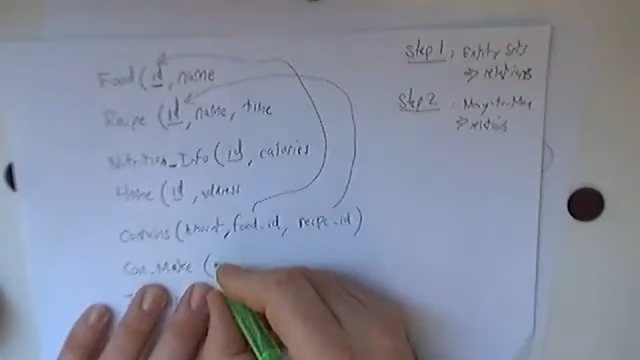 Food (id, name
Recipe (id, name, time
Nutrition_Info (id, calories
Home (id, address
Contains (Amount, food_id, recipe_id)
Can_Make (
Step 1: Entity Sets
⇒ relations
Step 2: Many-to-Many
⇒ relations